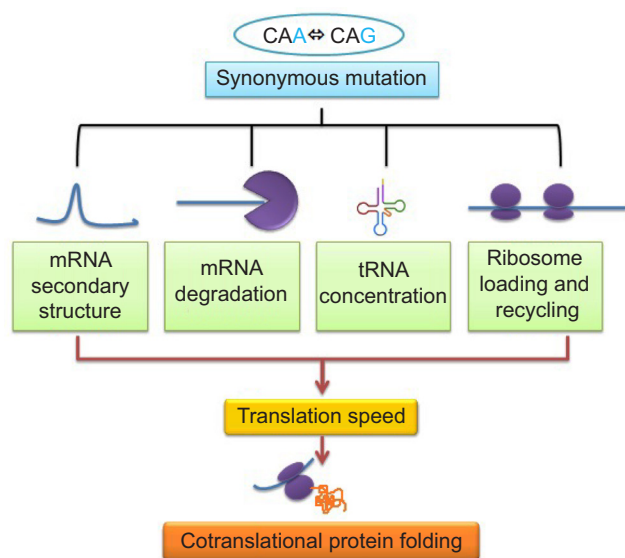 CAA⇔ CAG
Synonymous mutation
mRNA
secondary
structure
mRNA
degradation
tRNA
concentration
Ribosome
loading and
recycling
Translation speed
Cotranslational protein folding